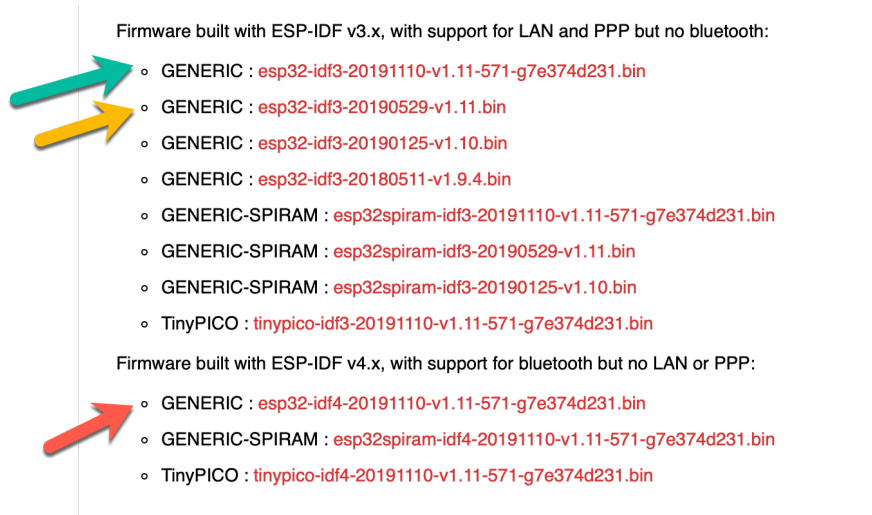 Firmware built with ESP-IDF v3.x, with support for LAN and PPP but no bluetooth:
GENERIC : esp32-idf3-20191110-v1.11-571-g7e374d231.bin
GENERIC : esp32-idf3-20190529-v1.11.bin
GENERIC : esp32-idf3-20190125-v1.10.bin
GENERIC : esp32-idf3-20180511-v1.9.4.bin
GENERIC-SPIRAM : esp32spiram-idf3-20191110-v1.11-571-g7e374d231.bin
GENERIC-SPIRAM : esp32spiram-idf3-20190529-v1.11.bin
GENERIC-SPIRAM : esp32spiram-idf3-20190125-v1.10.bin
TinyPICO : tinypico-idf3-20191110-v1.11-571-g7e374d231.bin
Firmware built with ESP-IDF v4.x, with support for bluetooth but no LAN or PPP:
GENERIC : esp32-idf4-20191110-v1.11-571-g7e374d231.bin
GENERIC-SPIRAM : esp32spiram-idf4-20191110-v1.11-571-g7e374d231.bin
TinyPICO : tinypico-idf4-20191110-v1.11-571-g7e374d231.bin